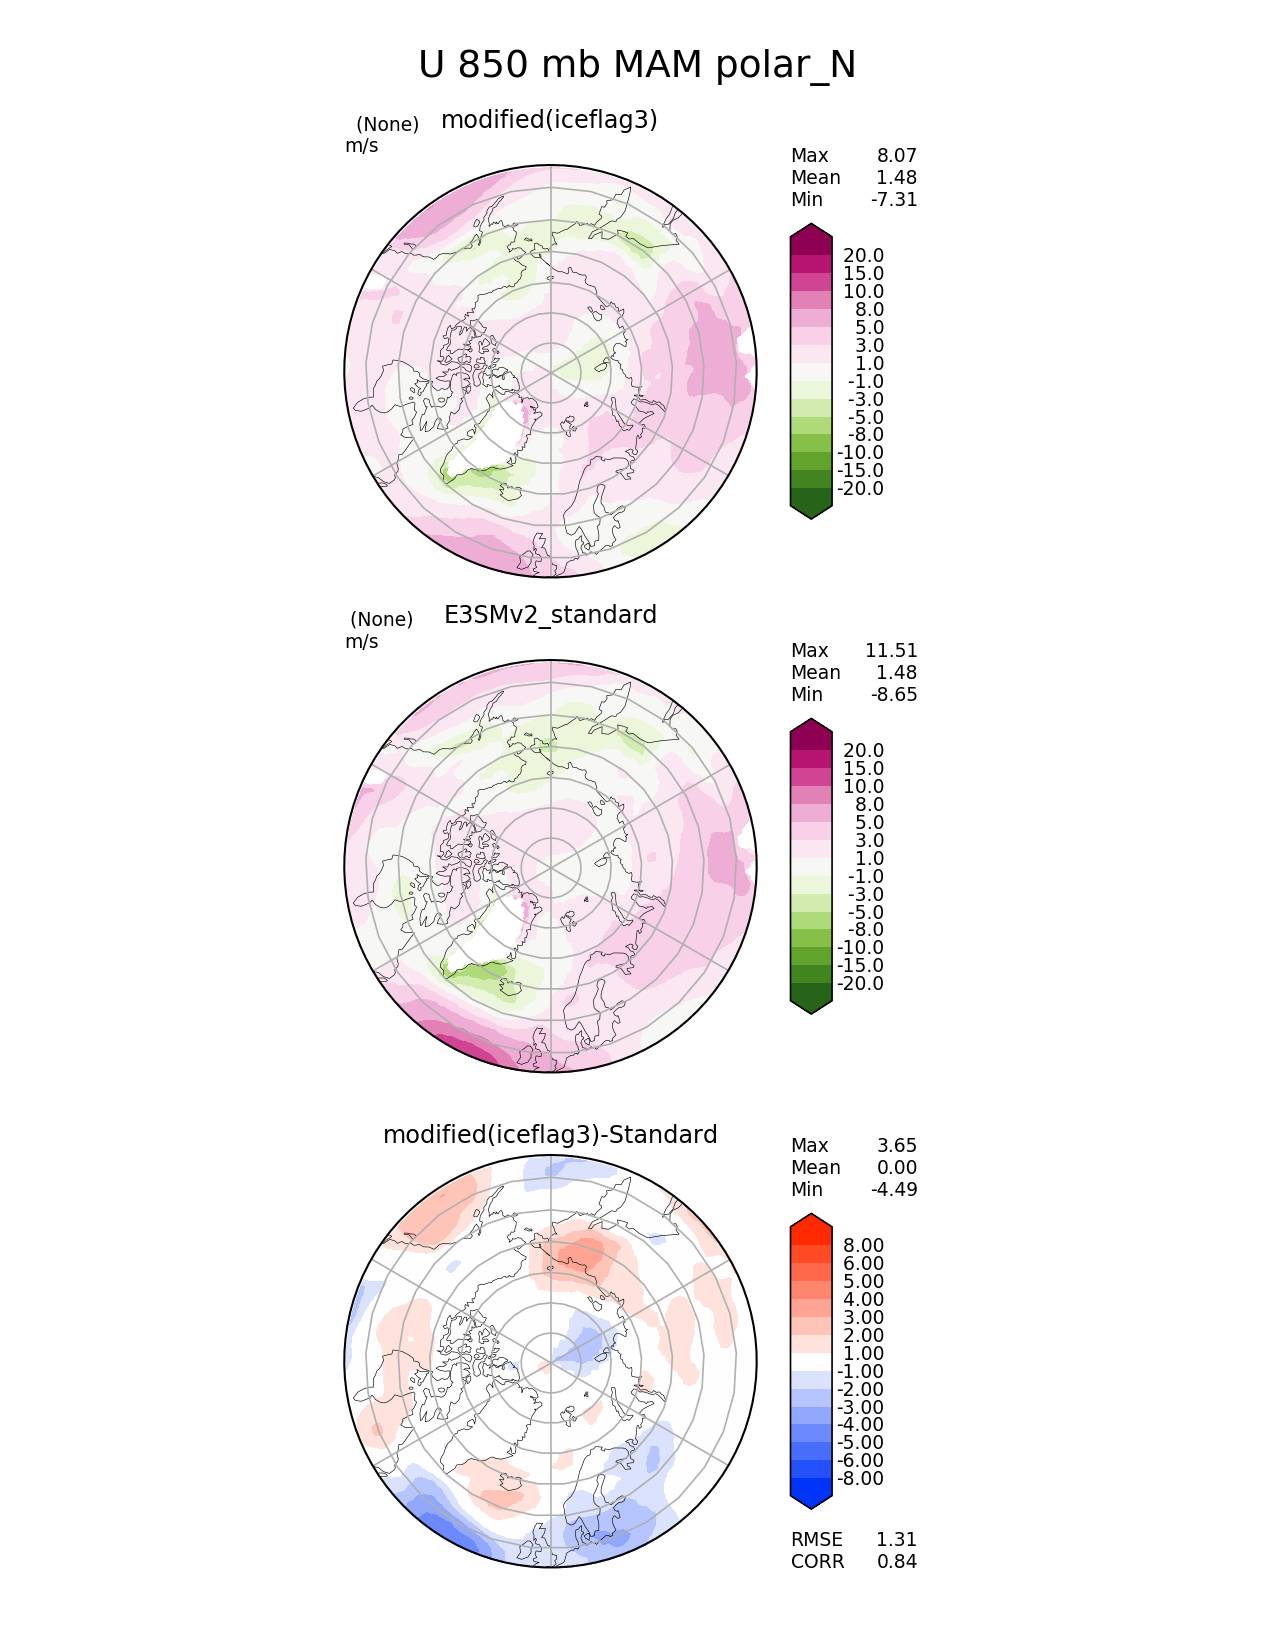 U 850 mb MAM polar_N
(None) modified(iceflag3)
m/s
Max 8.07
Mean 1.48
Min -7.31
20.0
15.0
10.0
8.0
5.0
3.0
1.0
-1.0
-3.0
-5.0
-8.0
-10.0
-15.0
-20.0
(None) E3SMv2_standard
m/s
Max 11.51
Mean 1.48
Min -8.65
20.0
15.0
10.0
8.0
5.0
3.0
1.0
-1.0
-3.0
-5.0
-8.0
-10.0
-15.0
-20.0
modified(iceflag3)-Standard
Max 3.65
Mean 0.00
Min -4.49
8.00
6.00
5.00
4.00
3.00
2.00
1.00
-1.00
-2.00
-3.00
-4.00
-5.00
-6.00
-8.00
RMSE 1.31
CORR 0.84